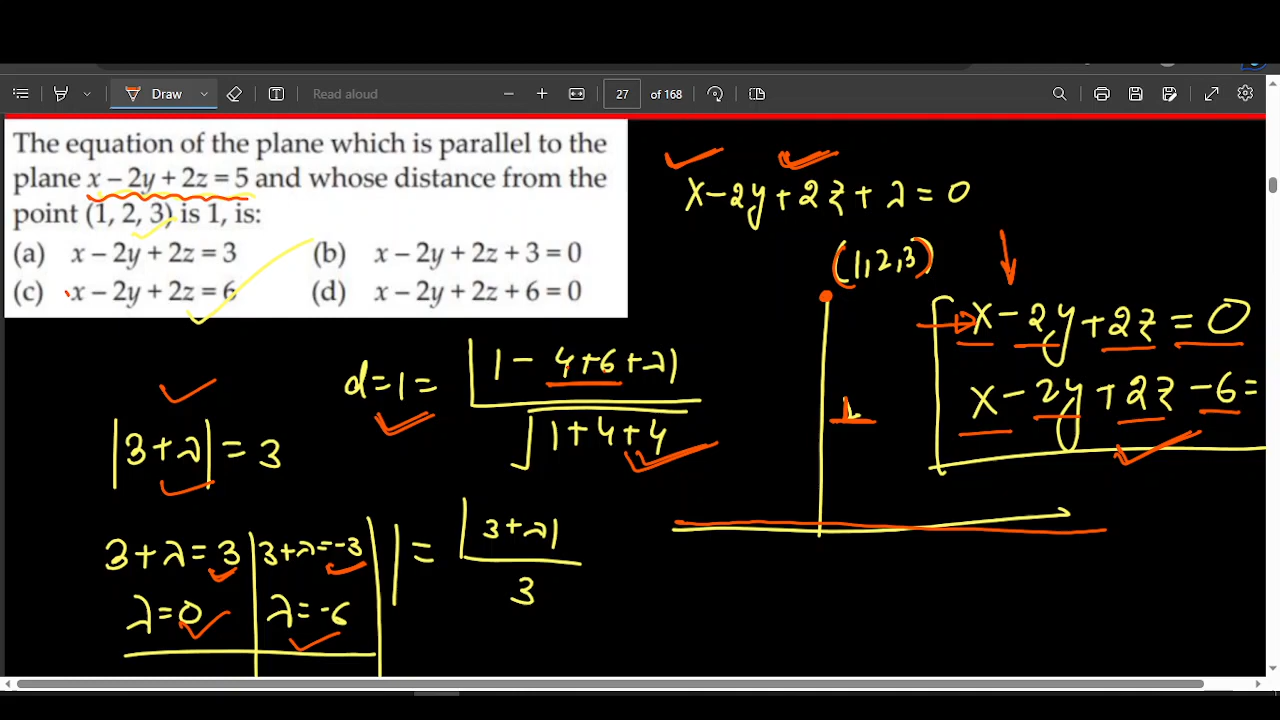 Draw
Read aloud
27
of 168
The equation of the plane which is parallel to the
plane x – 2y + 2z = 5 and whose distance from the
point (1, 2, 3) is 1, is:
(a) x – 2y + 2z = 3 (b) x – 2y + 2z + 3 = 0
(c) x – 2y + 2z = 6 (d) x – 2y + 2z + 6 = 0
x – 2y + 2z + λ = 0
(1, 2, 3)
x – 2y + 2z = 0
x – 2y + 2z – 6 =
1
d = 1 = |1 – 4 + 6 + λ| / √1 + 4 + 4
|3 + λ| = 3
1 = |3 + λ| / 3
3 + λ = 3 | 3 + λ = –3
λ = 0 | λ = –6